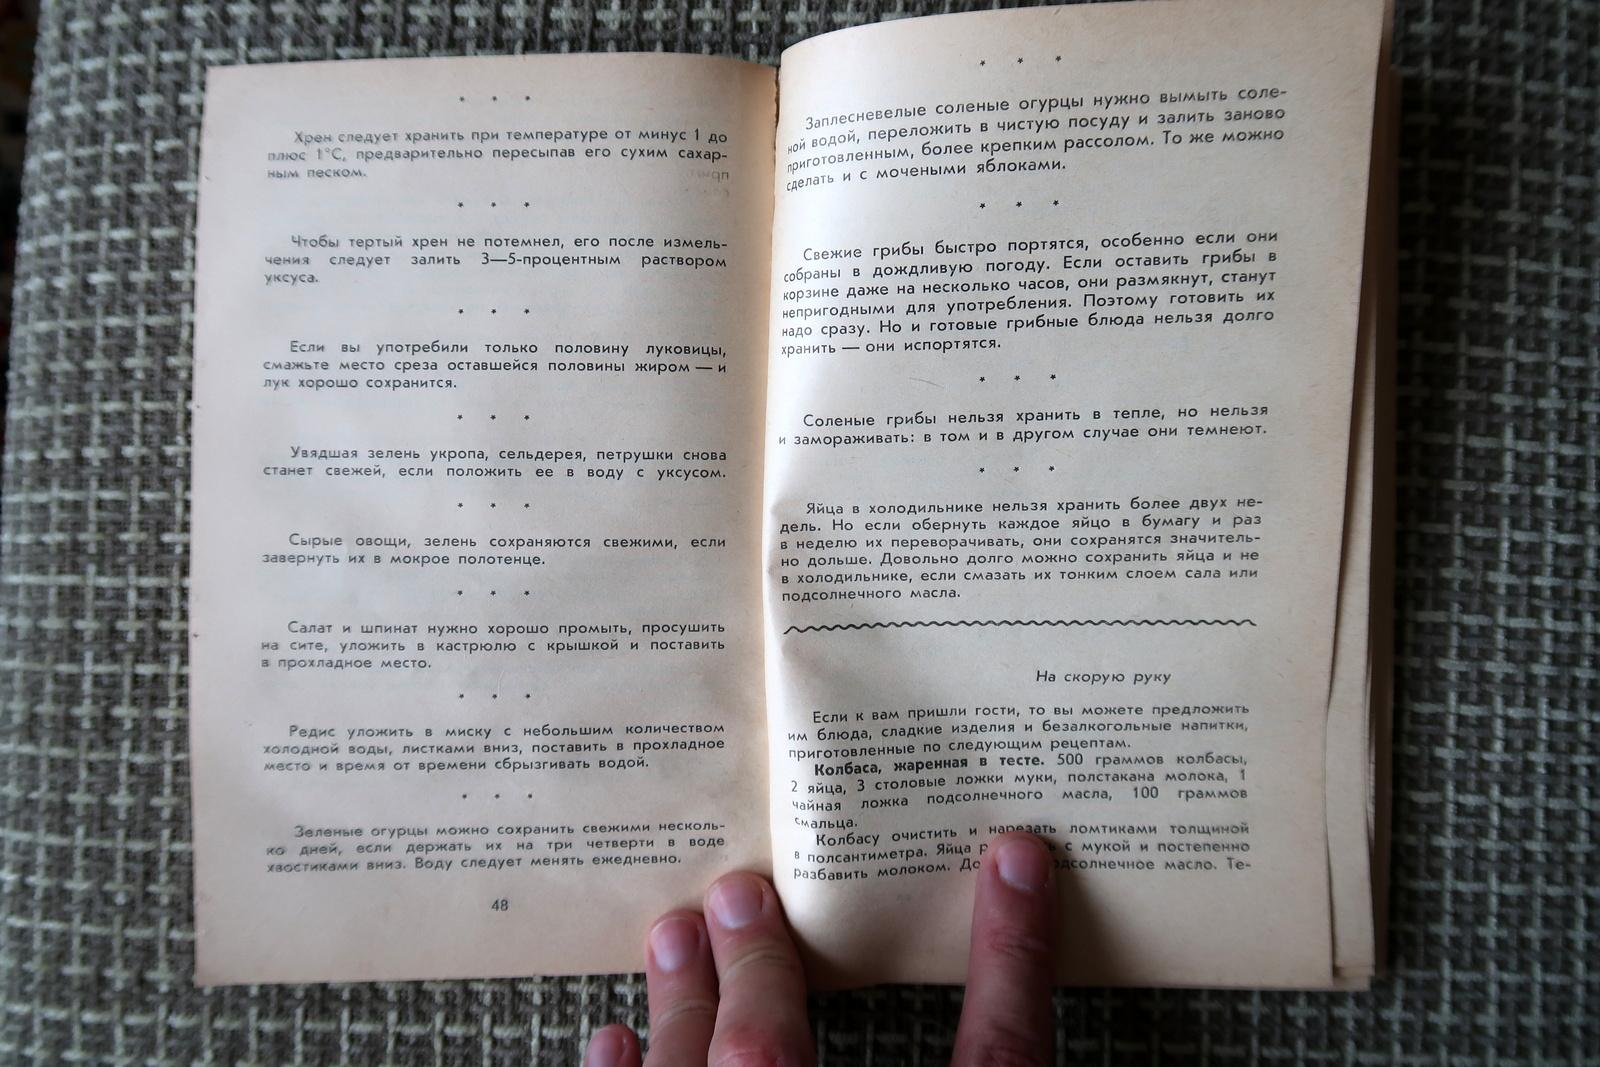 * * *
Хрен следует хранить при температуре от минус 1 до
плюс 1°С, предварительно пересыпав его сухим сахар-
ным песком.
* * *
Чтобы тертый хрен не потемнел, его после измель-
чения следует залить 3—5-процентным раствором
уксуса.
* * *
Если вы употребили только половину луковицы,
смажьте место среза оставшейся половины жиром — и
лук хорошо сохранится.
* * *
Увядшая зелень укропа, сельдерея, петрушки снова
станет свежей, если положить ее в воду с уксусом.
* * *
Сырые овощи, зелень сохраняются свежими, если
завернуть их в мокрое полотенце.
* * *
Салат и шпинат нужно хорошо промыть, просушить
на сите, уложить в кастрюлю с крышкой и поставить
в прохладное место.
* * *
Редис уложить в миску с небольшим количеством
холодной воды, листками вниз, поставить в прохладное
место и время от времени сбрызгивать водой.
* * *
Зеленые огурцы можно сохранить свежими несколь-
ко дней, если держать их на три четверти в воде
хвостиками вниз. Воду следует менять ежедневно.
48
* * *
Заплесневелые соленые огурцы нужно вымыть соле-
ной водой, переложить в чистую посуду и залить заново
приготовленным, более крепким рассолом. То же можно
сделать и с мочеными яблоками.
* * *
Свежие грибы быстро портятся, особенно если они
собраны в дождливую погоду. Если оставить грибы в
корзине даже на несколько часов, они размякнут, станут
непригодными для употребления. Поэтому готовить их
надо сразу. Но и готовые грибные блюда нельзя долго
хранить — они испортятся.
* * *
Соленые грибы нельзя хранить в тепле, но нельзя
и замораживать: в том и в другом случае они темнеют.
* * *
Яйца в холодильнике нельзя хранить более двух не-
дель. Но если обернуть каждое яйцо в бумагу и раз
в неделю их переворачивать, они сохранятся значитель-
но дольше. Довольно долго можно сохранить яйца и не
в холодильнике, если смазать их тонким слоем сала или
подсолнечного масла.
На скорую руку
Если к вам пришли гости, то вы можете предложить
им блюда, сладкие изделия и безалкогольные напитки,
приготовленные по следующим рецептам.
Колбаса, жаренная в тесте. 500 граммов колбасы,
2 яйца, 3 столовые ложки муки, полстакана молока, 1
чайная ложка подсолнечного масла, 100 граммов
смальца.
Колбасу очистить и нарезать ломтиками толщиной
в полсантиметра. Яйца с мукой и постепенно
разбавить молоком. подсолнечное масло. Те-